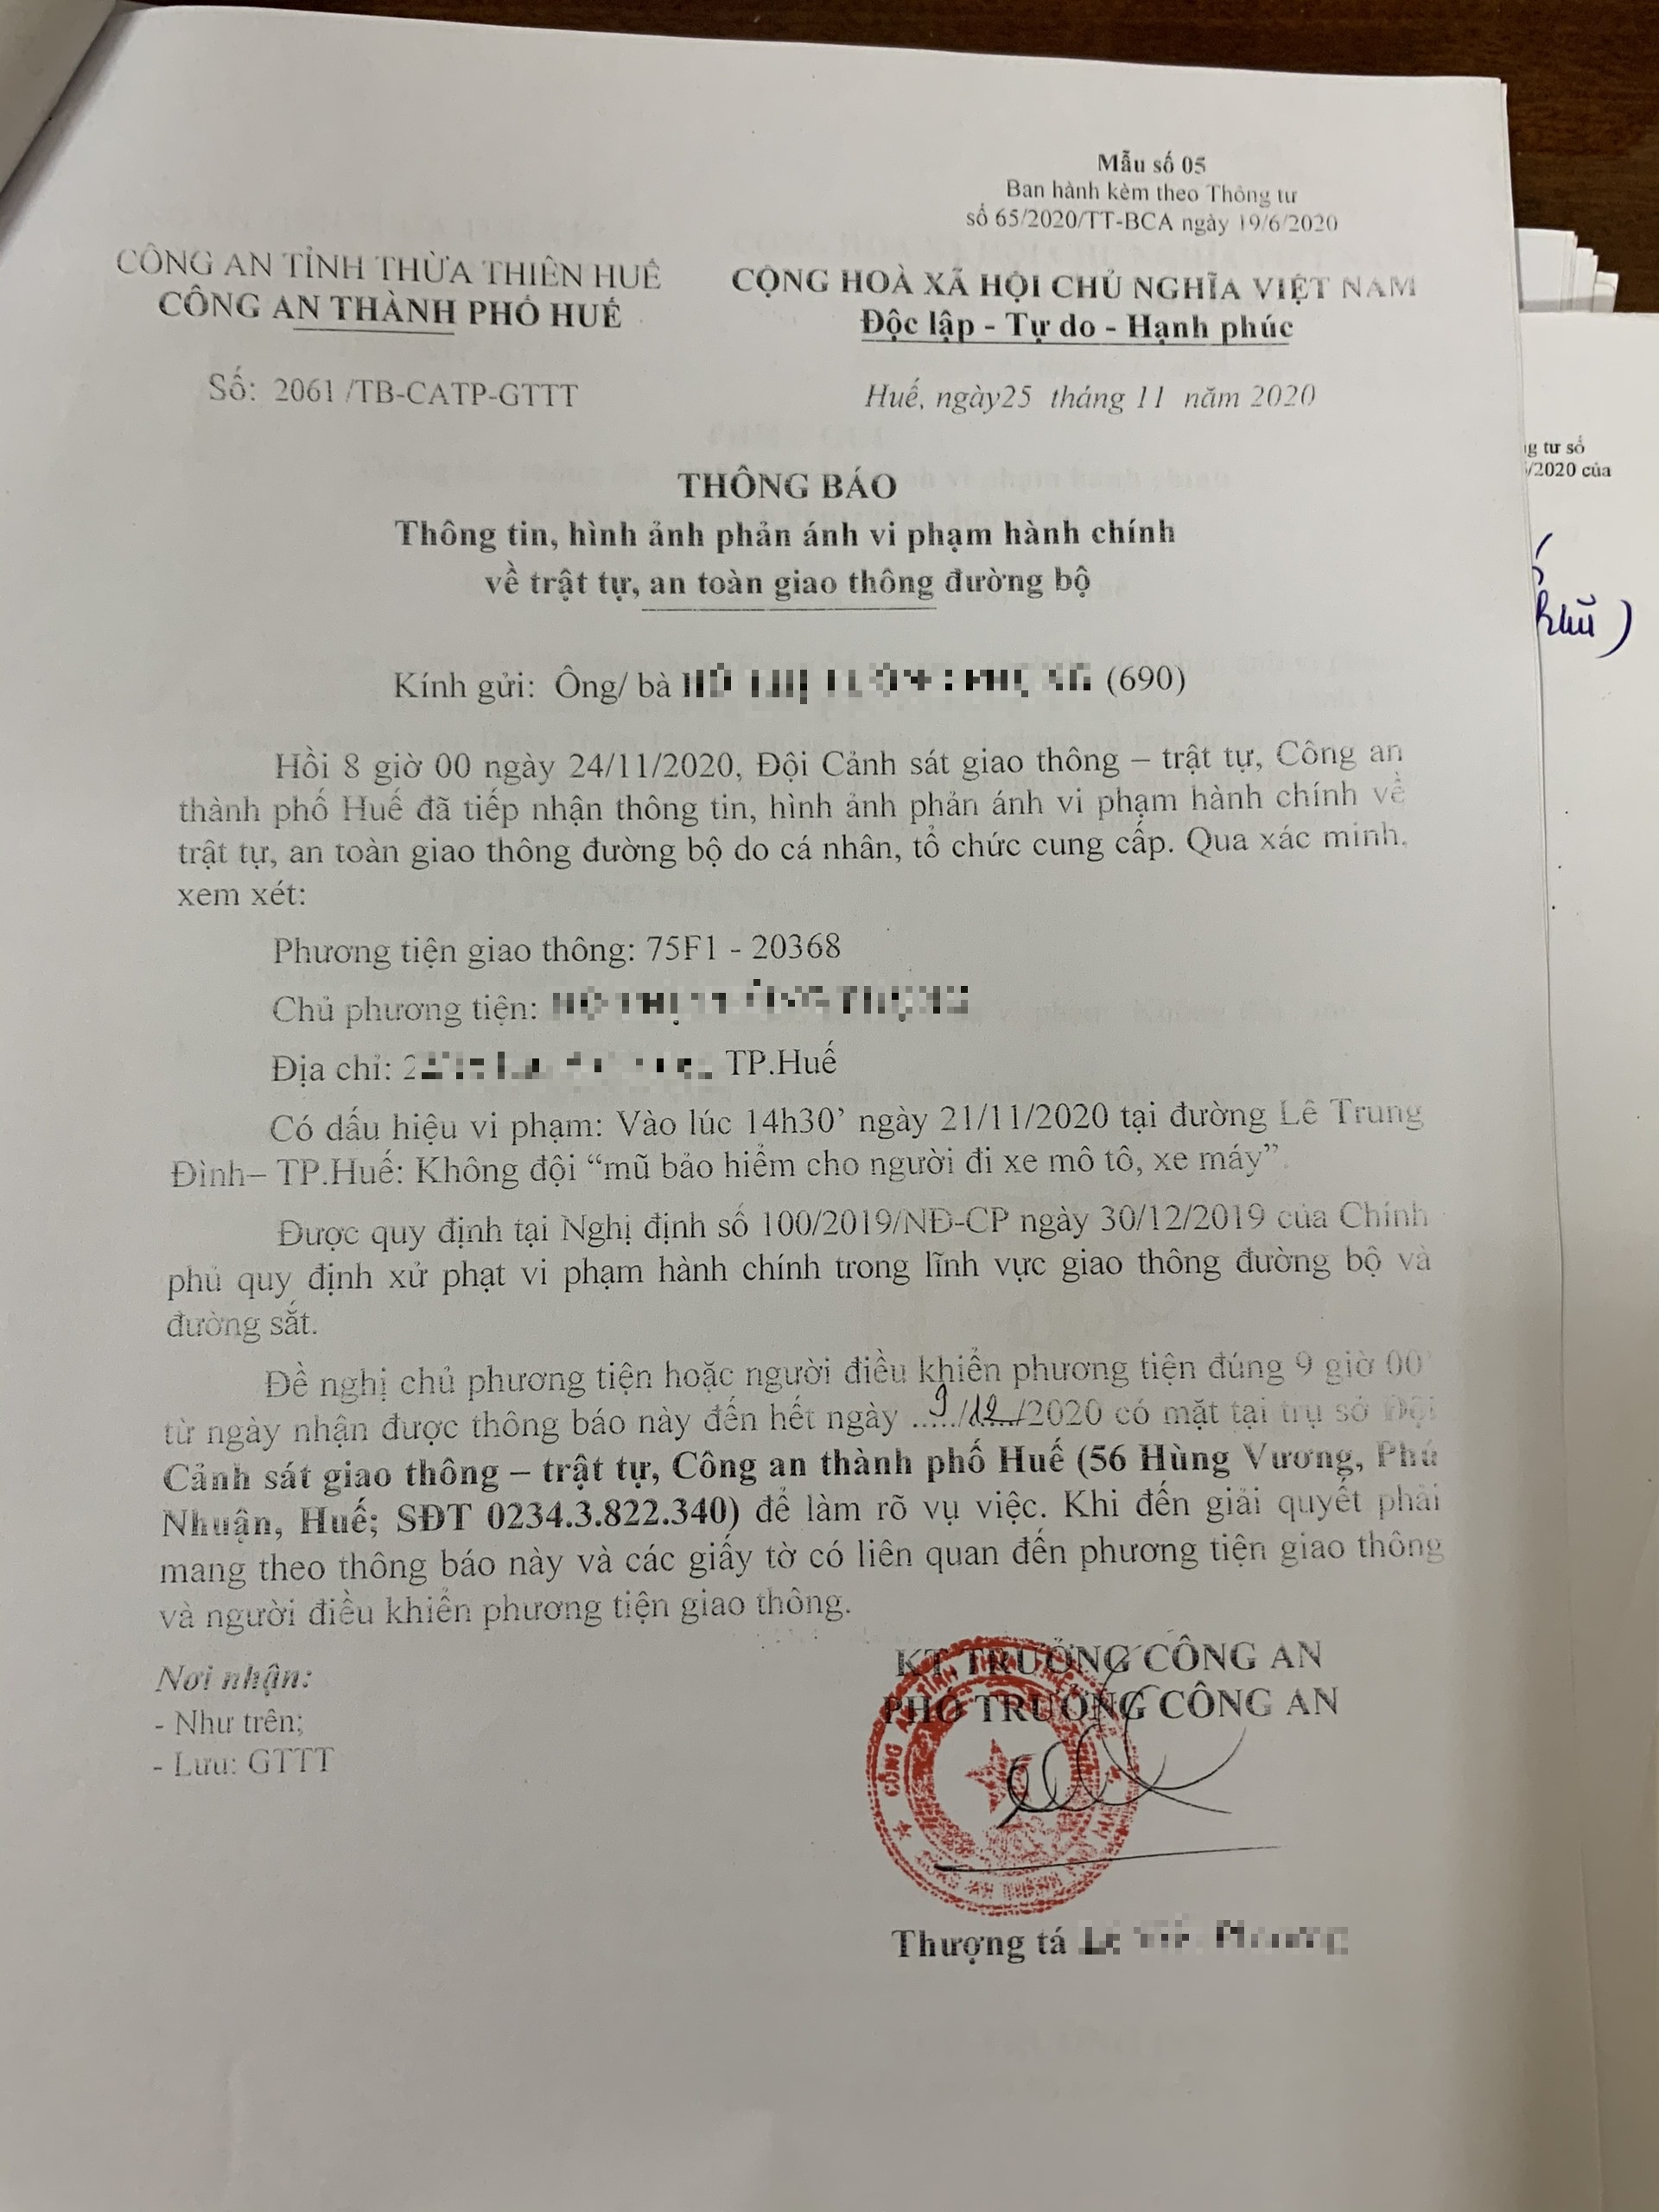 Mẫu số 05
Ban hành kèm theo Thông tư
số 65/2020/TT-BCA ngày 19/6/2020
CÔNG AN TỈNH THỪA THIÊN HUẾ
CÔNG AN THÀNH PHỐ HUẾ
CỘNG HOÀ XÃ HỘI CHỦ NGHĨA VIỆT NAM
Độc lập - Tự do - Hạnh phúc
Số: 2061 /TB-CATP-GTTT
Huế, ngày25 tháng 11 năm 2020
THÔNG BÁO
Thông tin, hình ảnh phản ánh vi phạm hành chính
về trật tự, an toàn giao thông đường bộ
Kính gửi: Ông/ bà (690)
Hồi 8 giờ 00 ngày 24/11/2020, Đội Cảnh sát giao thông – trật tự, Công an
thành phố Huế đã tiếp nhận thông tin, hình ảnh phản ánh vi phạm hành chính về
trật tự, an toàn giao thông đường bộ do cá nhân, tổ chức cung cấp. Qua xác minh,
xem xét:
Phương tiện giao thông: 75F1 - 20368
Chủ phương tiện:
Địa chỉ: TP.Huế
Có dấu hiệu vi phạm: Vào lúc 14h30’ ngày 21/11/2020 tại đường Lê Trung
Đình– TP.Huế: Không đội “mũ bảo hiểm cho người đi xe mô tô, xe máy”.
Được quy định tại Nghị định số 100/2019/NĐ-CP ngày 30/12/2019 của Chính
phủ quy định xử phạt vi phạm hành chính trong lĩnh vực giao thông đường bộ và
đường sắt.
Đề nghị chủ phương tiện hoặc người điều khiển phương tiện đúng 9 giờ 00’
từ ngày nhận được thông báo này đến hết ngày 9/12/2020 có mặt tại trụ sở Đội
Cảnh sát giao thông – trật tự, Công an thành phố Huế (56 Hùng Vương, Phú
Nhuận, Huế; SĐT 0234.3.822.340) để làm rõ vụ việc. Khi đến giải quyết phải
mang theo thông báo này và các giấy tờ có liên quan đến phương tiện giao thông
và người điều khiển phương tiện giao thông.
Nơi nhận:
- Như trên;
- Lưu: GTTT
KT TRƯỞNG CÔNG AN
PHÓ TRƯỞNG CÔNG AN
Thượng tá
tư số
/2020 của